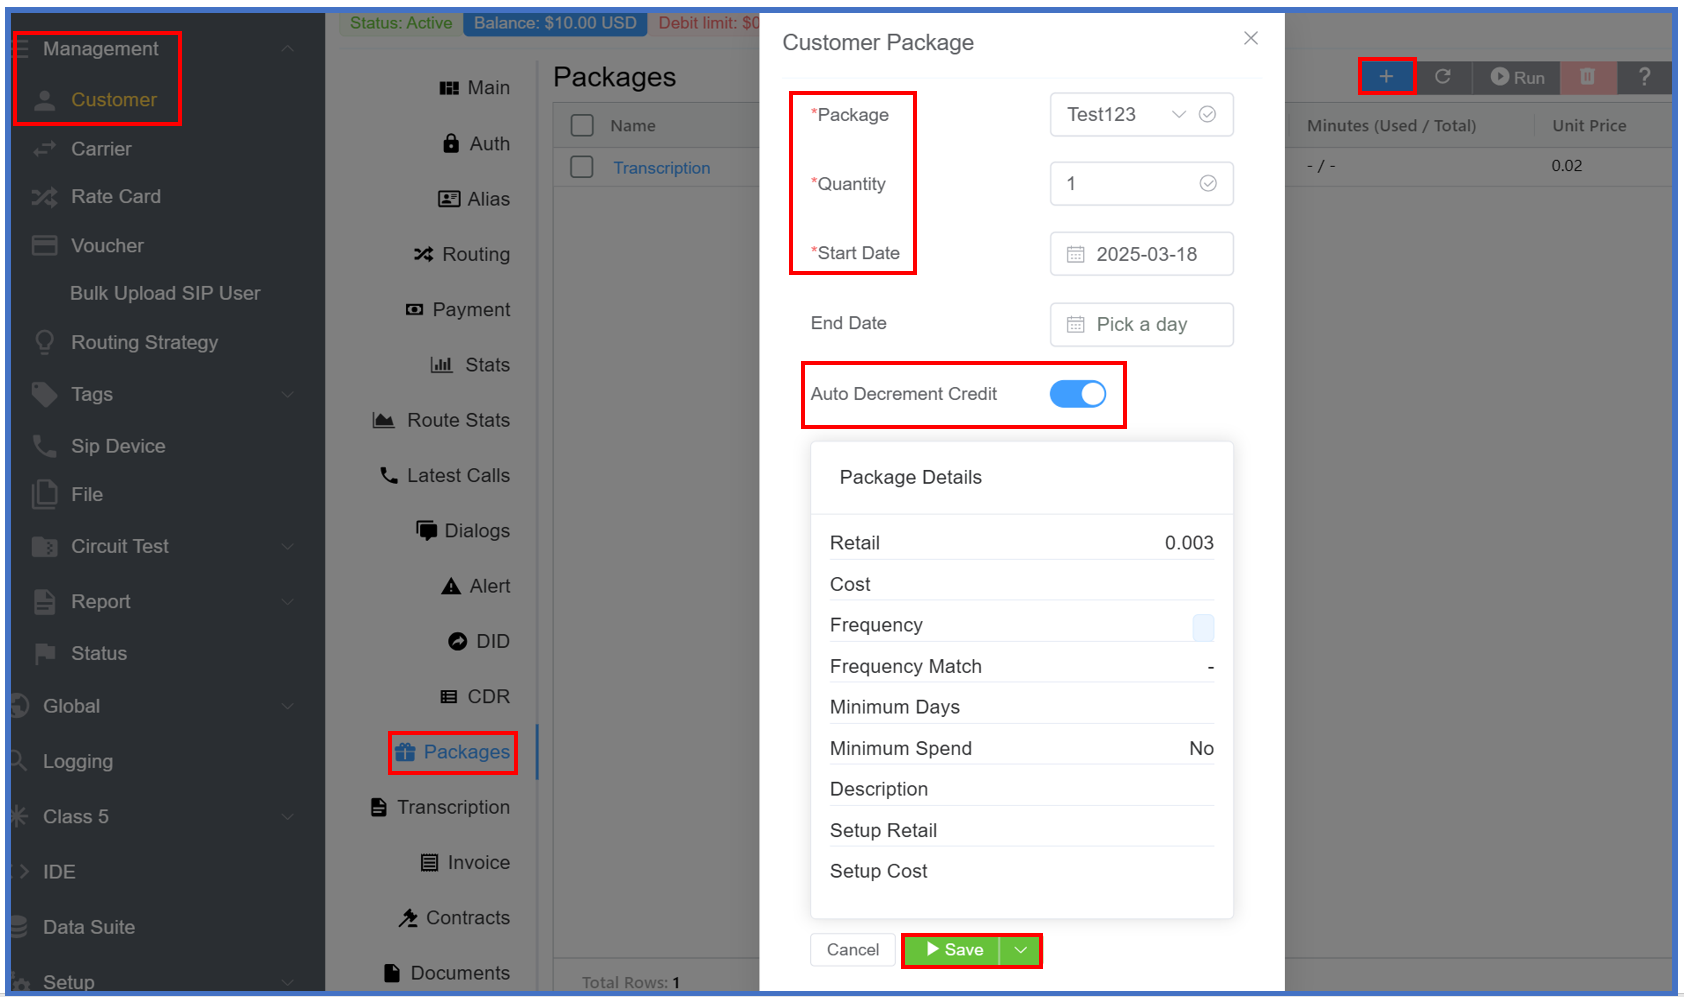 Management
Customer
Carrier
Rate Card
Voucher
Bulk Upload SIP User
Routing Strategy
Tags
Sip Device
File
Circuit Test
Report
Status
Global
Logging
Class 5
IDE
Data Suite
Setup
Status: Active Balance: $10.00 USD Debit limit: $0
Main
Auth
Alias
Routing
Payment
Stats
Route Stats
Latest Calls
Dialogs
Alert
DID
CDR
Packages
Transcription
Invoice
Contracts
Documents
Packages
+ Run ?
Name Minutes (Used / Total) Unit Price
Transcription - / - 0.02
Total Rows: 1
Customer Package
*Package Test123
*Quantity 1
*Start Date 2025-03-18
End Date Pick a day
Auto Decrement Credit
Package Details
Retail 0.003
Cost
Frequency
Frequency Match -
Minimum Days
Minimum Spend No
Description
Setup Retail
Setup Cost
Cancel Save